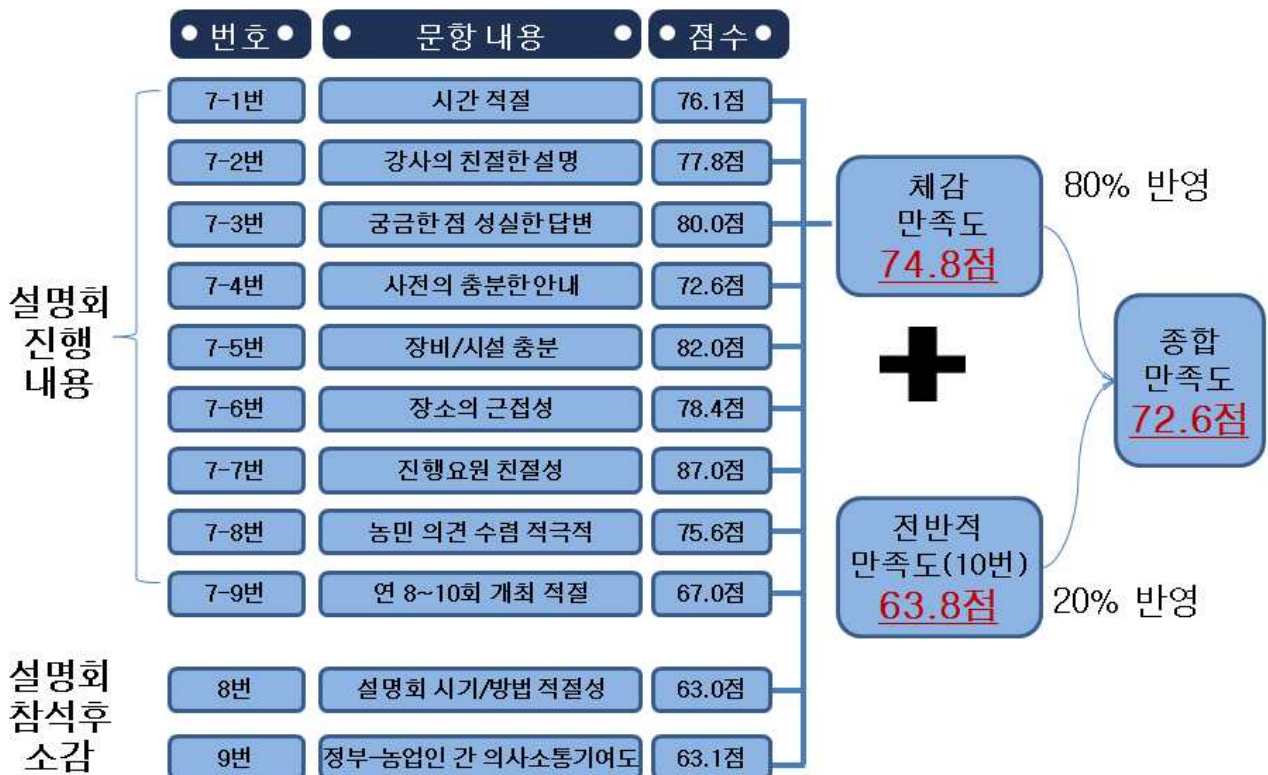 번호 문항 내용 점수
7-1번 시간 적절 76.1점
7-2번 강사의 친절한 설명 77.8점
7-3번 궁금한 점 성실한 답변 80.0점
7-4번 사전의 충분한 안내 72.6점
7-5번 장비/시설 충분 82.0점
7-6번 장소의 근접성 78.4점
7-7번 진행요원 친절성 87.0점
7-8번 농민 의견 수렴 적극적 75.6점
7-9번 연 8~10회 개최 적절 67.0점
8번 설명회 시기/방법 적절성 63.0점
9번 정부-농업인 간 의사소통기여도 63.1점
설명회
진행
내용
설명회
참석후
소감
체감
만족도
74.8점
80% 반영
전반적
만족도(10번)
63.8점
20% 반영
종합
만족도
72.6점